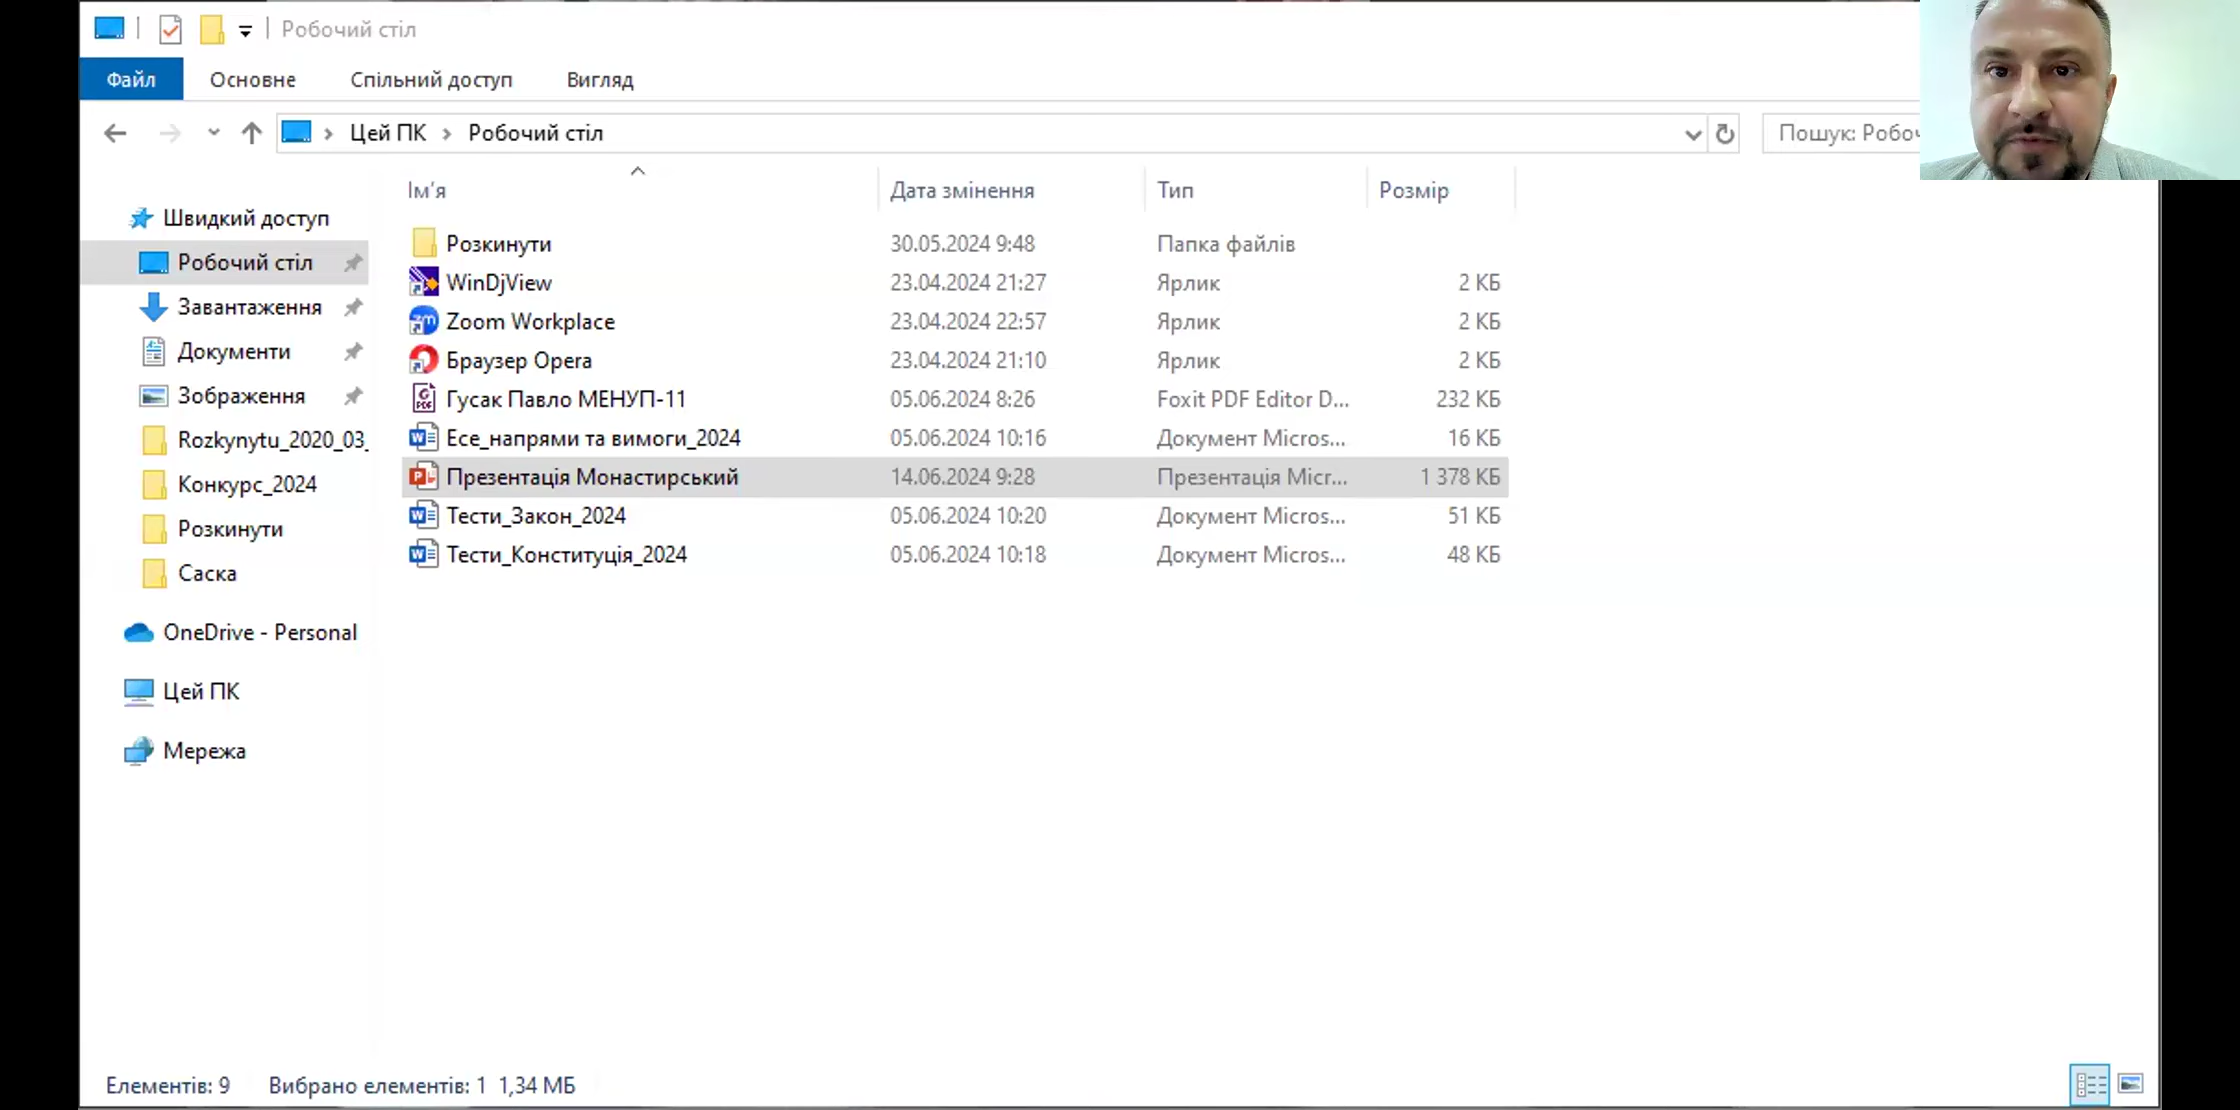 Робочий стіл
Файл Основне Спільний доступ Вигляд
Цей ПК Робочий стіл Пошук: Робоч
Ім'я Дата змінення Тип Розмір
Швидкий доступ
Робочий стіл
Завантаження
Документи
Зображення
Rozkynytu_2020_03_
Конкурс_2024
Розкинути
Саска
OneDrive - Personal
Цей ПК
Мережа
Розкинути 30.05.2024 9:48 Папка файлів
WinDjView 23.04.2024 21:27 Ярлик 2 КБ
Zoom Workplace 23.04.2024 22:57 Ярлик 2 КБ
Браузер Opera 23.04.2024 21:10 Ярлик 2 КБ
Гусак Павло МЕНУП-11 05.06.2024 8:26 Foxit PDF Editor D... 232 КБ
Есе_напрями та вимоги_2024 05.06.2024 10:16 Документ Micros... 16 КБ
Презентація Монастирський 14.06.2024 9:28 Презентація Micr... 1 378 КБ
Тести_Закон_2024 05.06.2024 10:20 Документ Micros... 51 КБ
Тести_Конституція_2024 05.06.2024 10:18 Документ Micros... 48 КБ
Елементів: 9 Вибрано елементів: 1 1,34 МБ